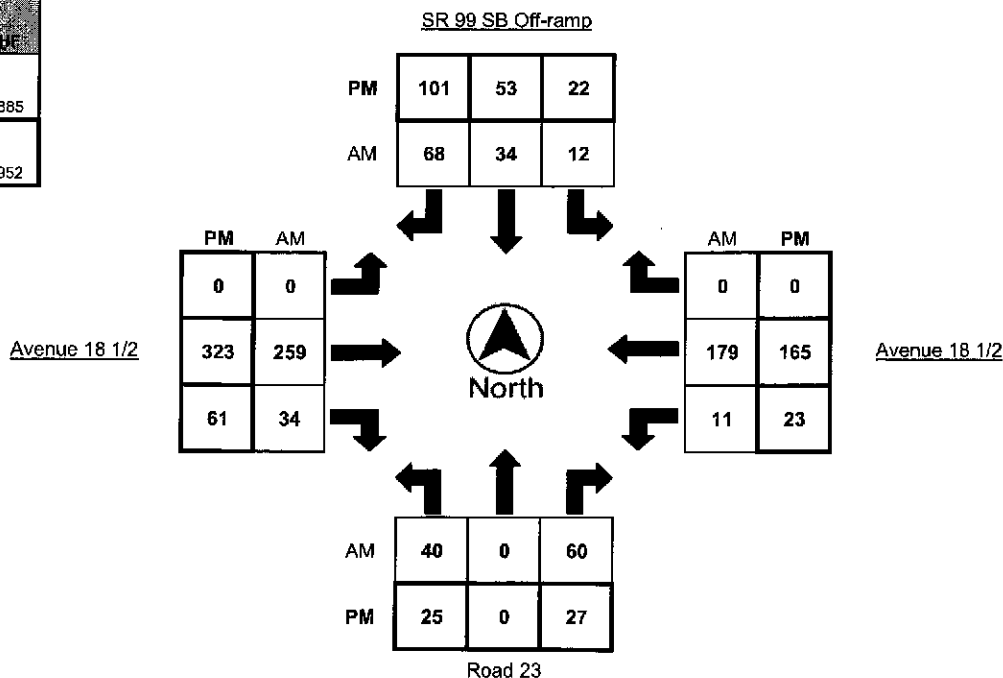 SR 99 SB Off-ramp
PM 101 53 22
AM 68 34 12
PM AM
0 0
323 259
61 34
Avenue 18 1/2
North
AM PM
0 0
179 165
11 23
Avenue 18 1/2
AM 40 0 60
PM 25 0 27
Road 23